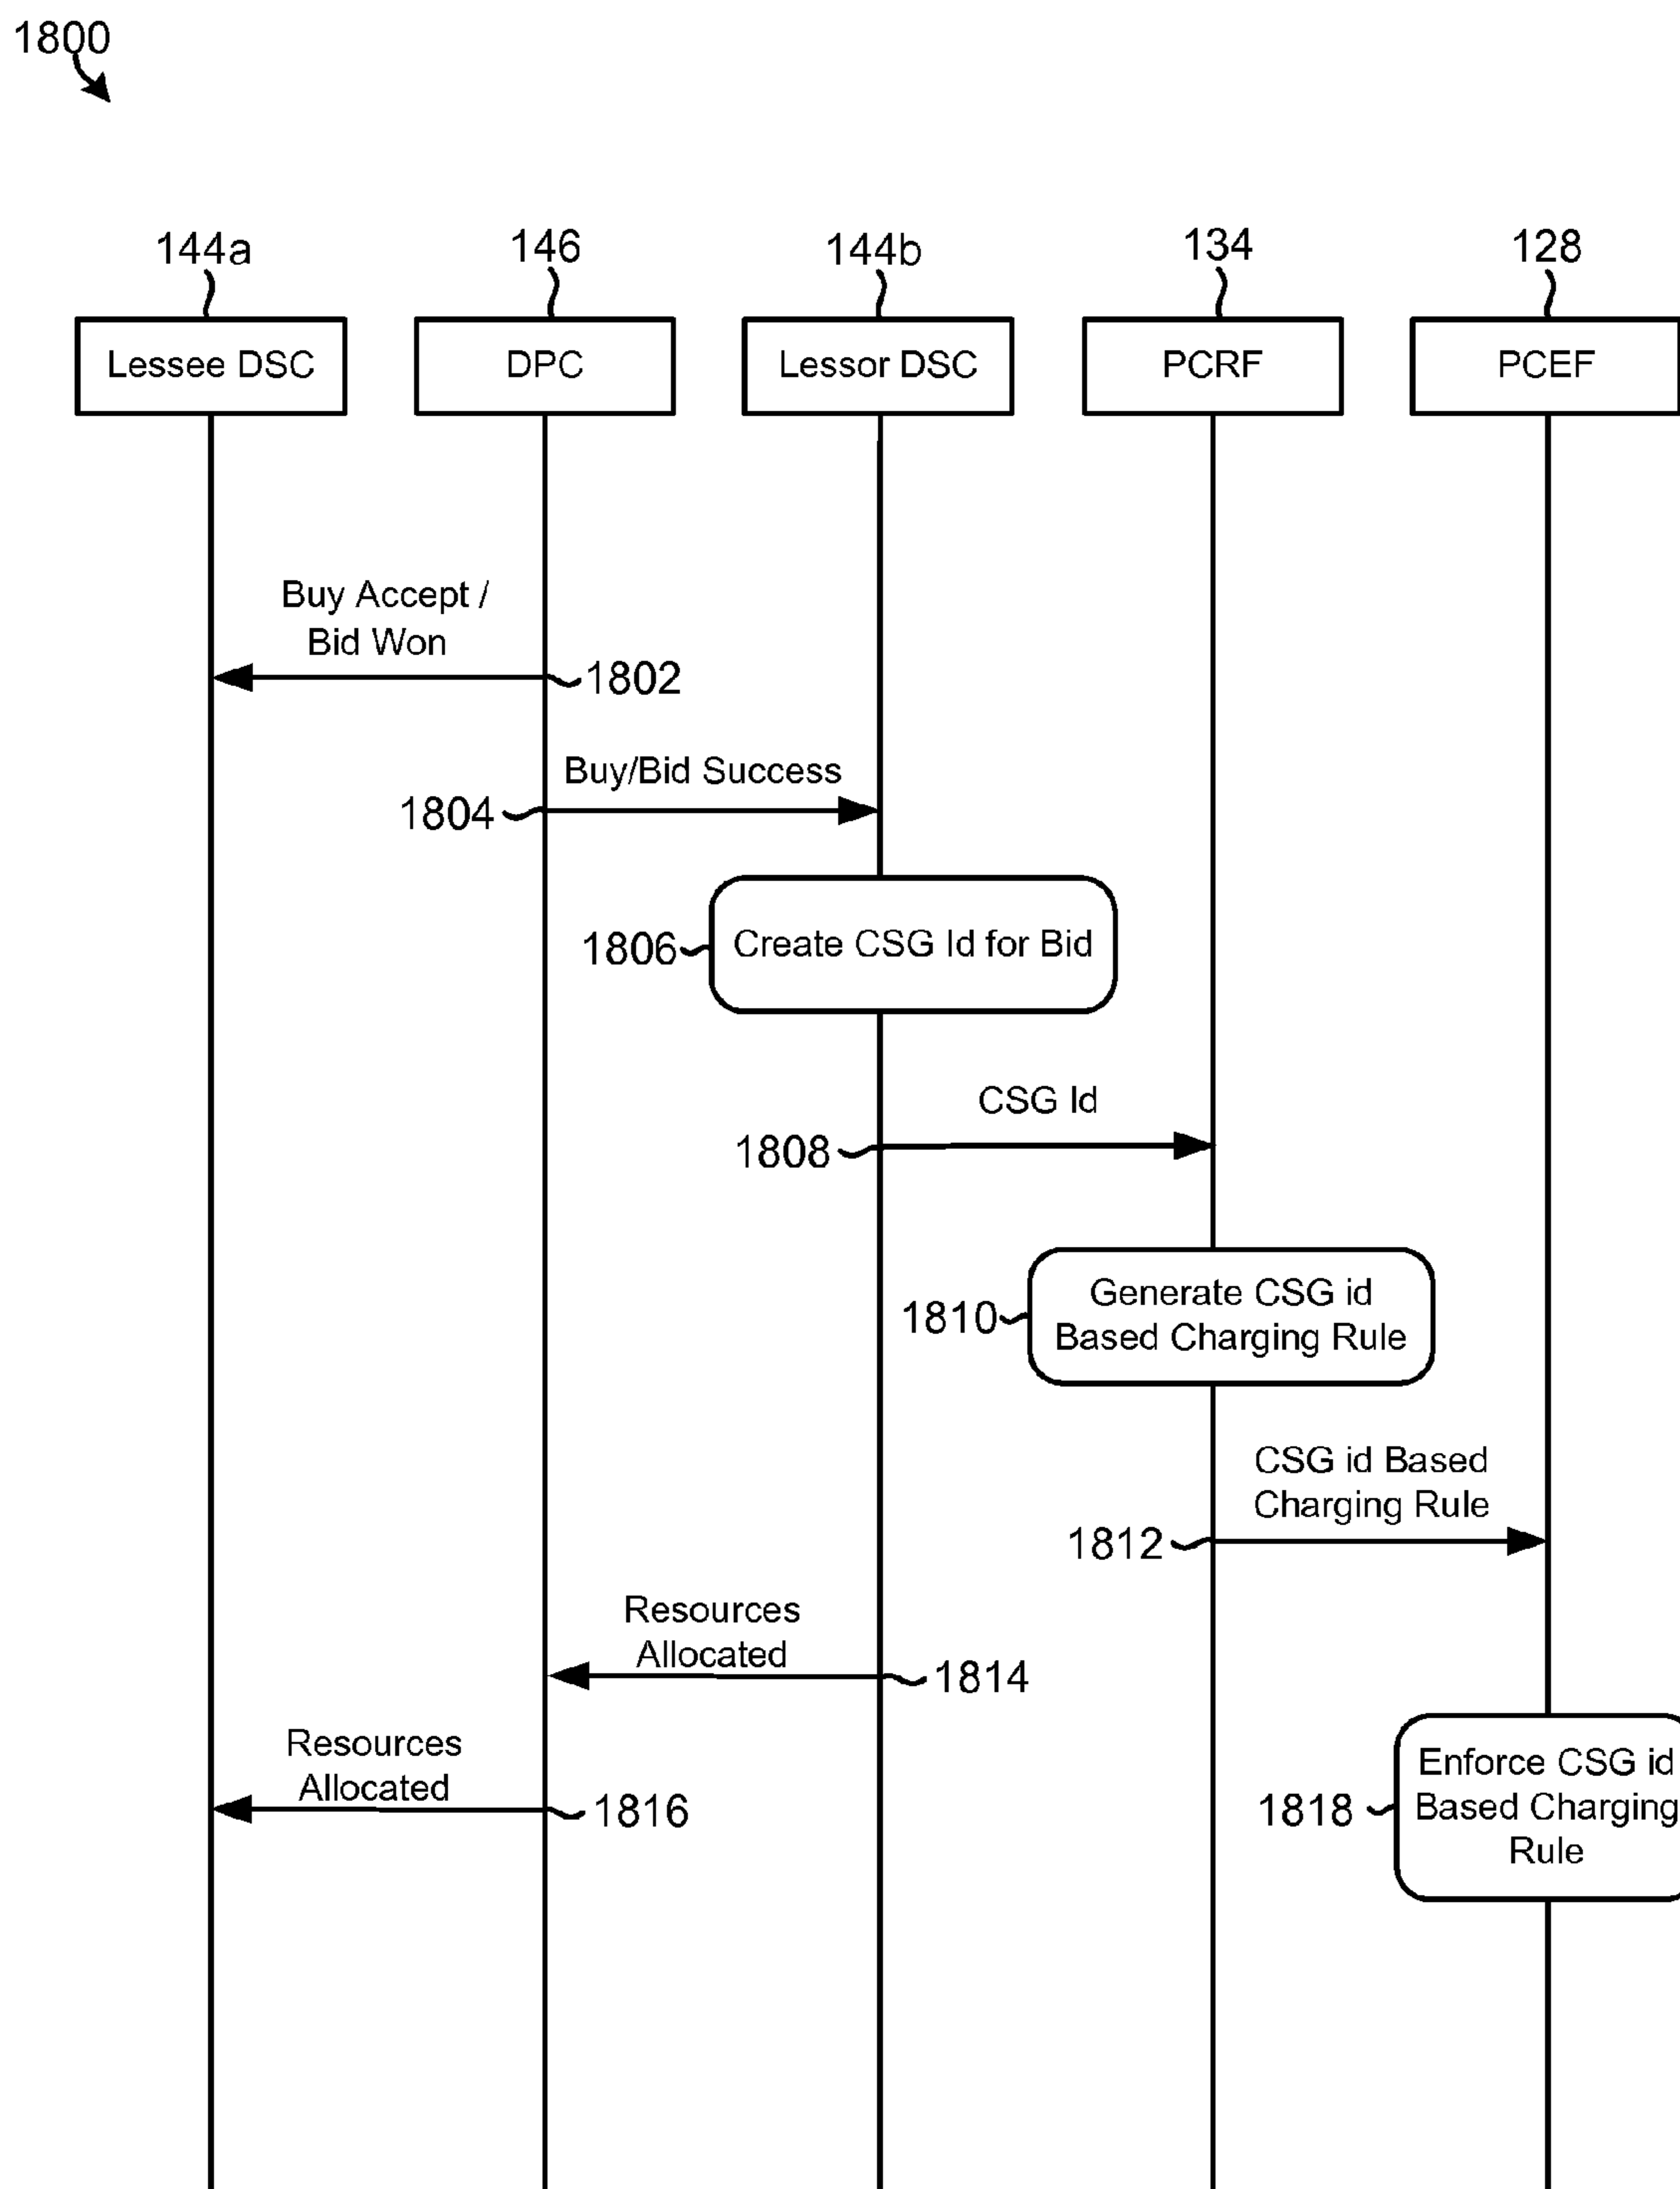 1800
144a
146
144b
134
128
Lessee DSC
DPC
Lessor DSC
PCRF
PCEF
Buy Accept /
Bid Won
1802
Buy/Bid Success
1804
1806
Create CSG Id for Bid
CSG Id
1808
1810
Generate CSG id
Based Charging Rule
CSG id Based
Charging Rule
1812
Resources
Allocated
1814
Resources
Allocated
1816
1818
Enforce CSG id
Based Charging
Rule